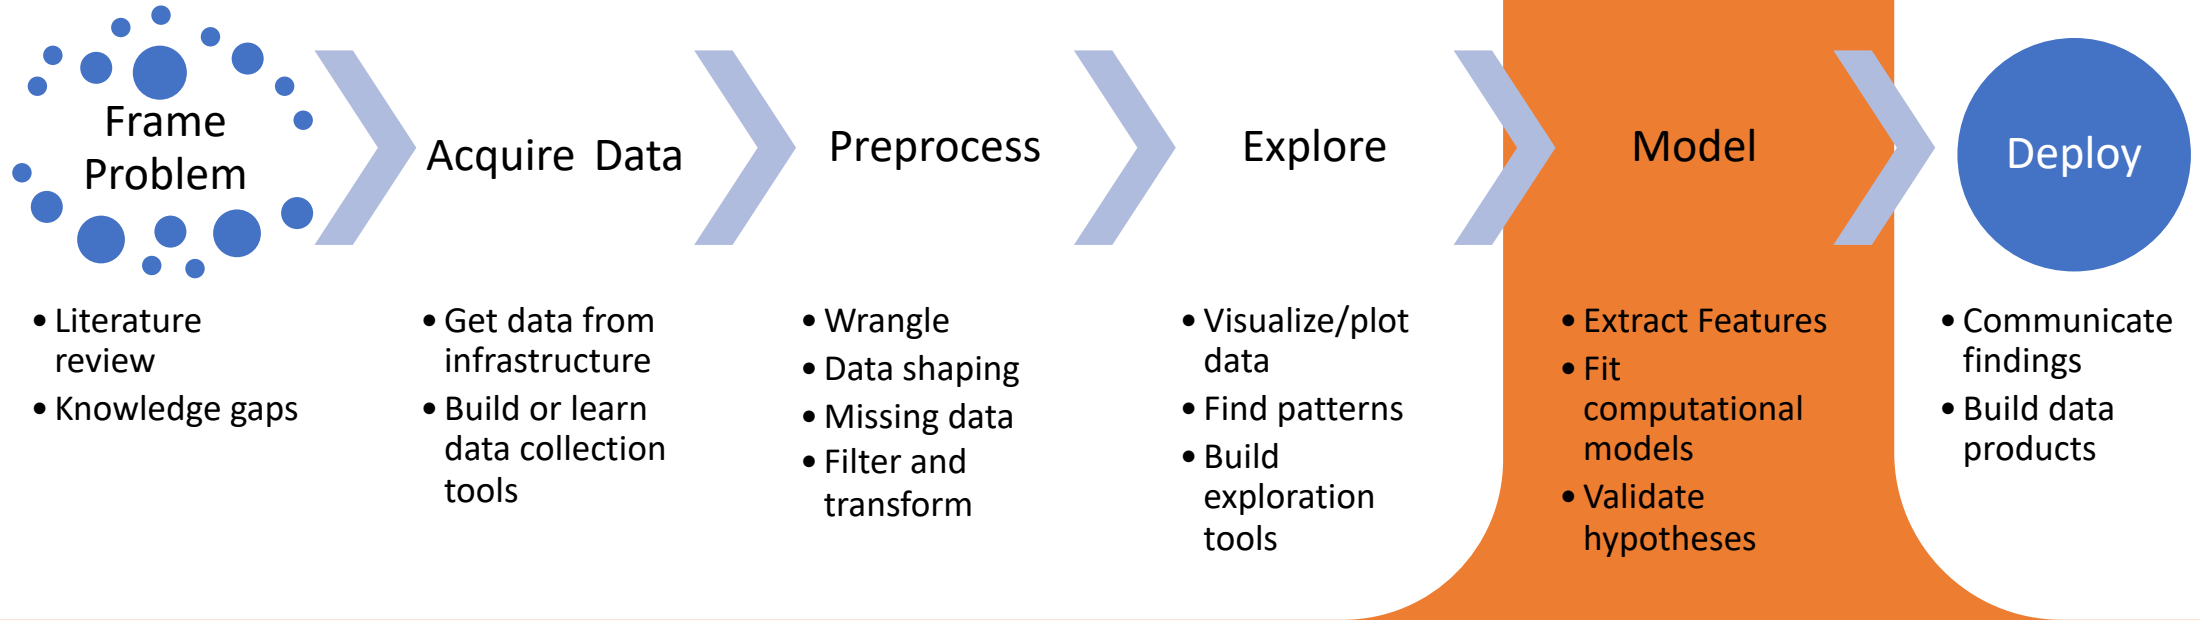 Frame
Problem
Acquire Data
Preprocess
Explore
Model
Deploy
• Literature
review
• Knowledge gaps
• Get data from
infrastructure
• Build or learn
data collection
tools
• Wrangle
• Data shaping
• Missing data
• Filter and
transform
• Visualize/plot
data
• Find patterns
• Build
exploration
tools
• Extract Features
• Fit
computational
models
• Validate
hypotheses
• Communicate
findings
• Build data
products